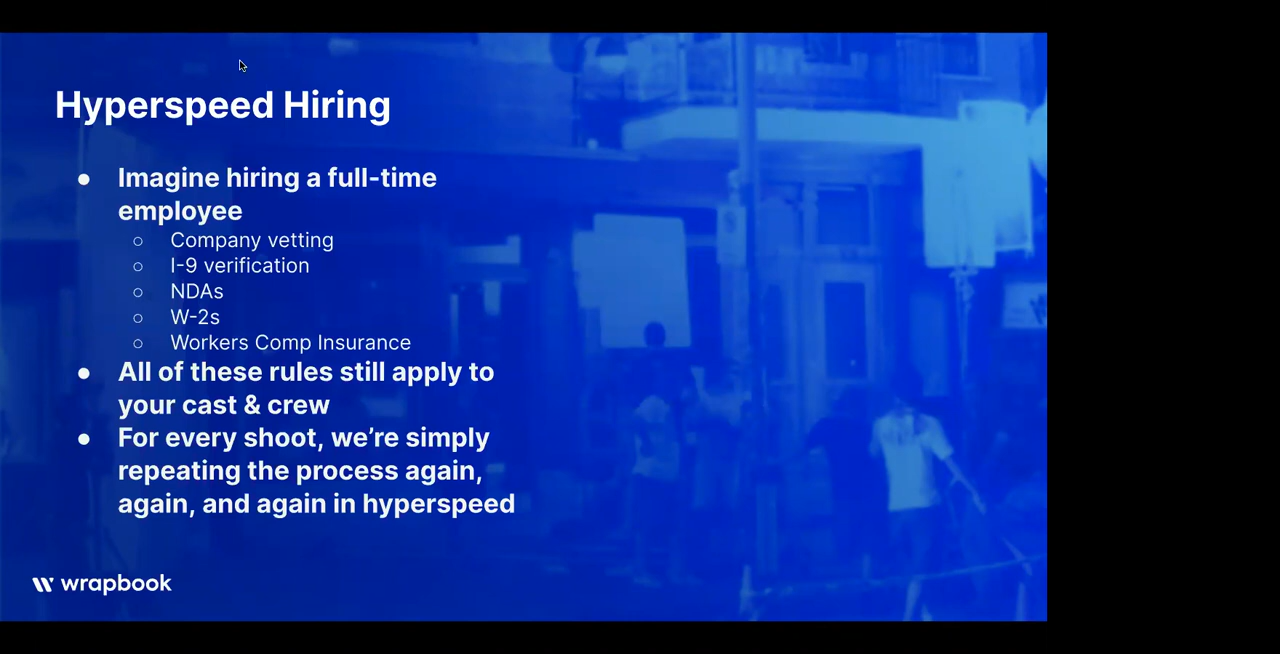 Hyperspeed Hiring
● Imagine hiring a full-time
employee
○ Company vetting
○ I-9 verification
○ NDAs
○ W-2s
○ Workers Comp Insurance
● All of these rules still apply to
your cast & crew
● For every shoot, we’re simply
repeating the process again,
again, and again in hyperspeed
wrapbook